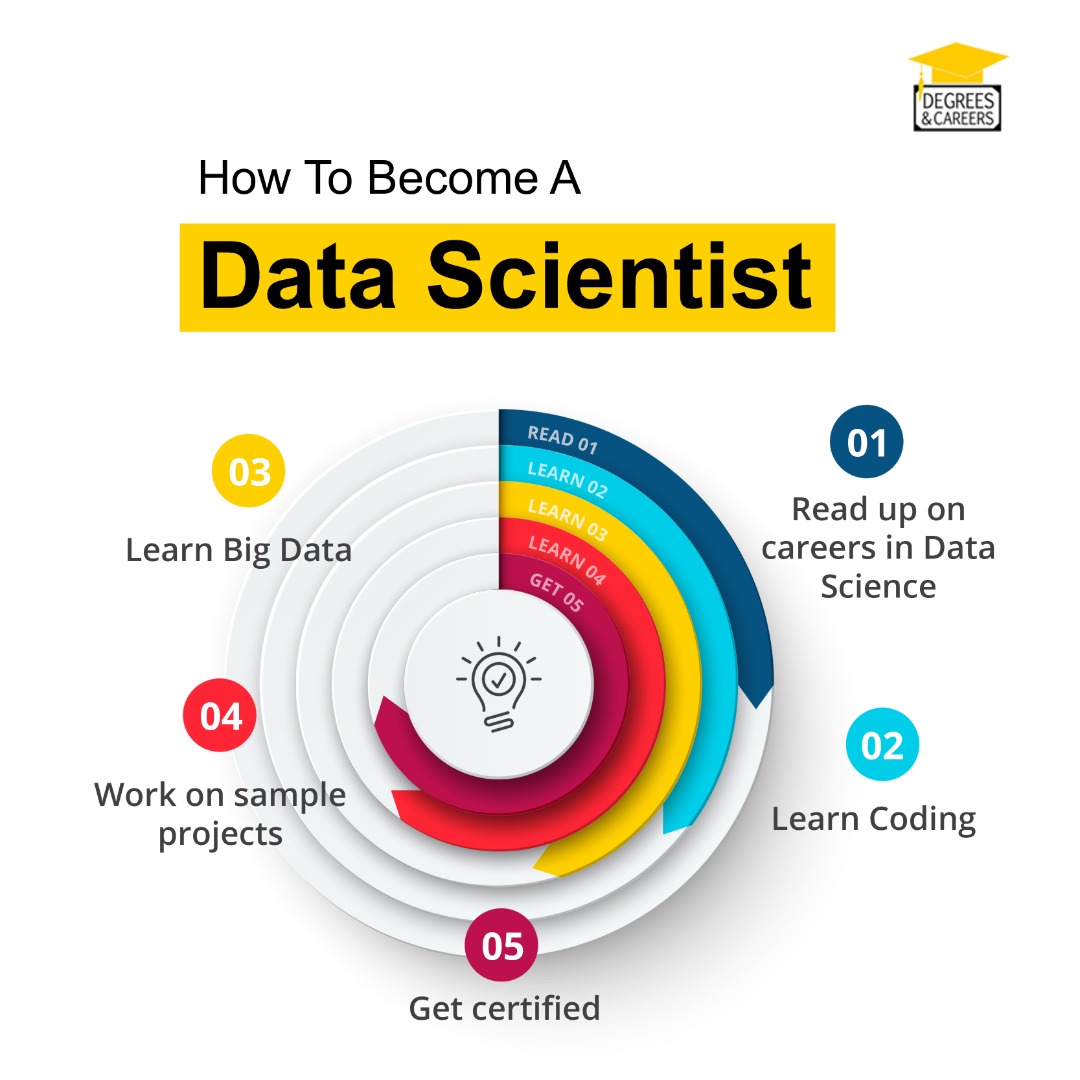 DEGREES
&CAREERS
How To Become A
Data Scientist
READ 01
LEARN 02
LEARN 03
LEARN 04
GET 05
01
Read up on
careers in Data
Science
02
Learn Coding
03
Learn Big Data
04
Work on sample
projects
05
Get certified